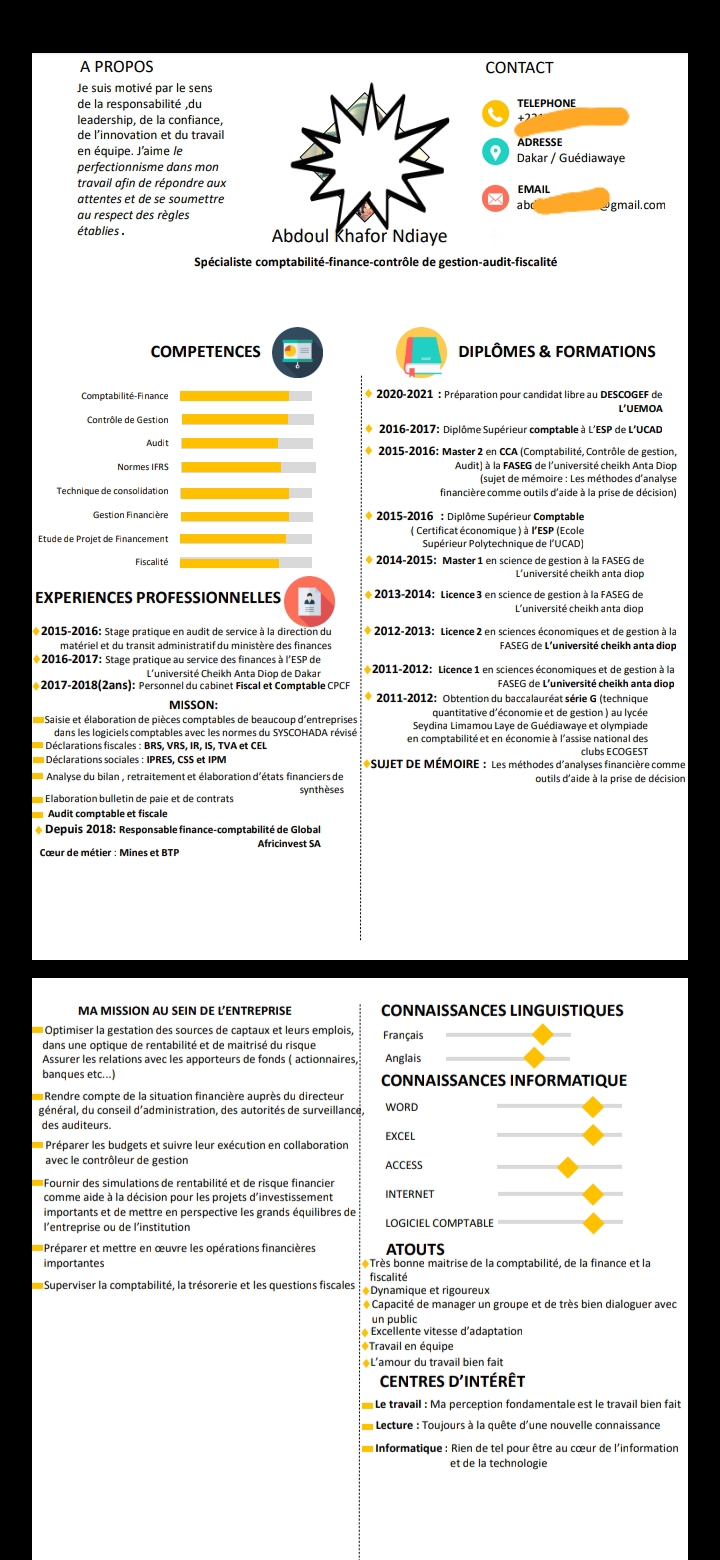 A PROPOS
Je suis motivé par le sens
de la responsabilité ,du
leadership, de la confiance,
de l’innovation et du travail
en équipe. J’aime le
perfectionnisme dans mon
travail afin de répondre aux
attentes et de se soumettre
au respect des règles
établies .
CONTACT
TELEPHONE
ADRESSE
Dakar / Guédiawaye
EMAIL
@gmail.com
Abdoul Khafor Ndiaye
Spécialiste comptabilité-finance-contrôle de gestion-audit-fiscalité
COMPETENCES
Comptabilité-Finance
Contrôle de Gestion
Audit
Normes IFRS
Technique de consolidation
Gestion Financière
Etude de Projet de Financement
Fiscalité
EXPERIENCES PROFESSIONNELLES
2015-2016: Stage pratique en audit de service à la direction du
matériel et du transit administratif du ministère des finances
2016-2017: Stage pratique au service des finances à l’ESP de
L’université Cheikh Anta Diop de Dakar
2017-2018(2ans): Personnel du cabinet Fiscal et Comptable CPCF
MISSON:
Saisie et élaboration de pièces comptables de beaucoup d’entreprises
dans les logiciels comptables avec les normes du SYSCOHADA révisé
Déclarations fiscales : BRS, VRS, IR, IS, TVA et CEL
Déclarations sociales : IPRES, CSS et IPM
Analyse du bilan , retraitement et élaboration d’états financiers de
synthèses
Elaboration bulletin de paie et de contrats
Audit comptable et fiscale
Depuis 2018: Responsable finance-comptabilité de Global
Africinvest SA
Cœur de métier : Mines et BTP
DIPLÔMES & FORMATIONS
2020-2021 : Préparation pour candidat libre au DESCOGEF de
L’UEMOA
2016-2017: Diplôme Supérieur comptable à L’ESP de L’UCAD
2015-2016: Master 2 en CCA (Comptabilité, Contrôle de gestion,
Audit) à la FASEG de l’université cheikh Anta Diop
(sujet de mémoire : Les méthodes d’analyse
financière comme outils d’aide à la prise de décision)
2015-2016 : Diplôme Supérieur Comptable
( Certificat économique ) à l’ESP (Ecole
Supérieur Polytechnique de l’UCAD)
2014-2015: Master 1 en science de gestion à la FASEG de
L’université cheikh anta diop
2013-2014: Licence 3 en science de gestion à la FASEG de
L’université cheikh anta diop
2012-2013: Licence 2 en sciences économiques et de gestion à la
FASEG de L’université cheikh anta diop
2011-2012: Licence 1 en sciences économiques et de gestion à la
FASEG de L’université cheikh anta diop
2011-2012: Obtention du baccalauréat série G (technique
quantitative d’économie et de gestion ) au lycée
Seydina Limamou Laye de Guédiawaye et olympiade
en comptabilité et en économie à l’assise national des
clubs ECOGEST
SUJET DE MÉMOIRE : Les méthodes d’analyses financière comme
outils d’aide à la prise de décision
MA MISSION AU SEIN DE L’ENTREPRISE
Optimiser la gestation des sources de captaux et leurs emplois,
dans une optique de rentabilité et de maitrisé du risque
Assurer les relations avec les apporteurs de fonds ( actionnaires,
banques etc...)
Rendre compte de la situation financière auprès du directeur
général, du conseil d’administration, des autorités de surveillance,
des auditeurs.
Préparer les budgets et suivre leur exécution en collaboration
avec le contrôleur de gestion
Fournir des simulations de rentabilité et de risque financier
comme aide à la décision pour les projets d’investissement
importants et de mettre en perspective les grands équilibres de
l’entreprise ou de l’institution
Préparer et mettre en œuvre les opérations financières
importantes
Superviser la comptabilité, la trésorerie et les questions fiscales
CONNAISSANCES LINGUISTIQUES
Français
Anglais
CONNAISSANCES INFORMATIQUE
WORD
EXCEL
ACCESS
INTERNET
LOGICIEL COMPTABLE
ATOUTS
Très bonne maitrise de la comptabilité, de la finance et la
fiscalité
Dynamique et rigoureux
Capacité de manager un groupe et de très bien dialoguer avec
un public
Excellente vitesse d’adaptation
Travail en équipe
L’amour du travail bien fait
CENTRES D’INTÉRÊT
Le travail : Ma perception fondamentale est le travail bien fait
Lecture : Toujours à la quête d’une nouvelle connaissance
Informatique : Rien de tel pour être au cœur de l’information
et de la technologie